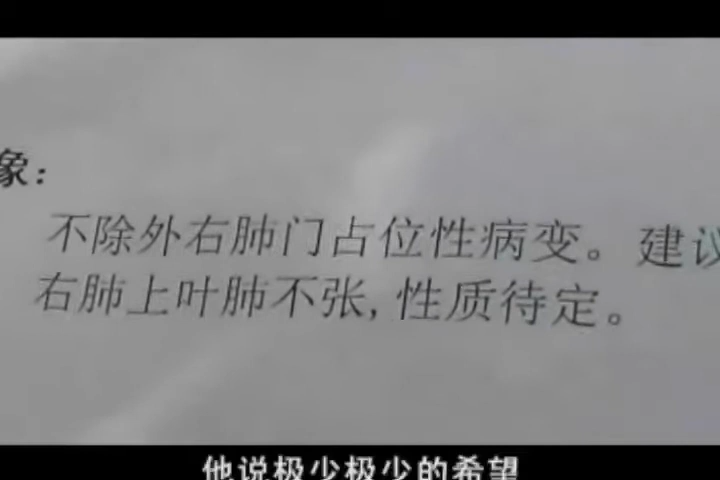 象：
不除外右肺门占位性病变。建议
右肺上叶肺不张，性质待定。
他说极少极少的希望